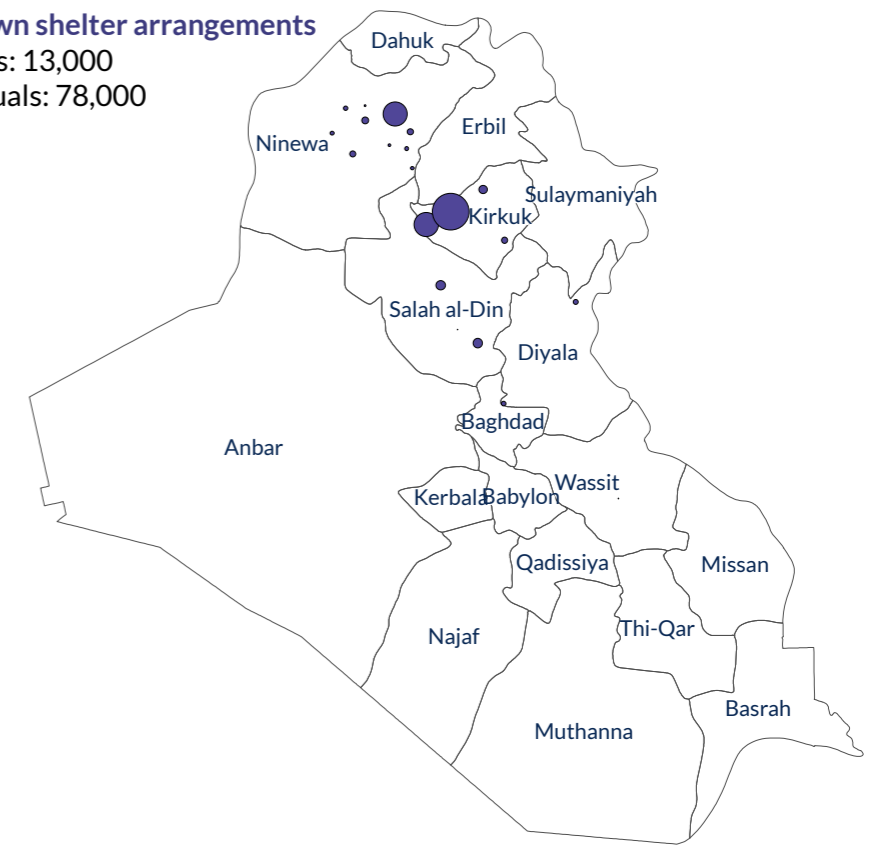 wn shelter arrangements
s: 13,000
uals: 78,000
Dahuk
Erbil
Ninewa
Sulaymaniyah
Kirkuk
Salah al-Din
Diyala
Baghdad
Anbar
Wassit
Kerbala
Babylon
Qadissiya
Missan
Thi-Qar
Najaf
Basrah
Muthanna